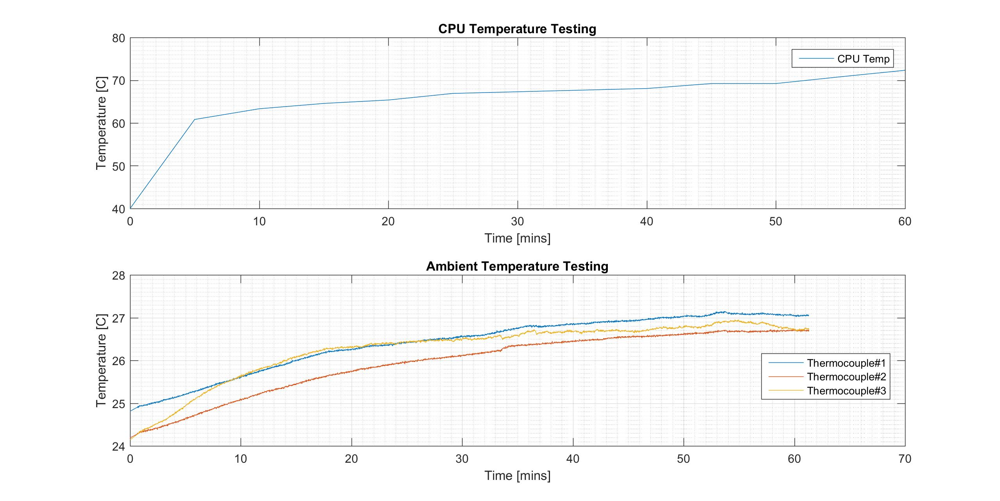 CPU Temperature Testing
80
70
60
50
40
Temperature [C]
CPU Temp
0 10 20 30 40 50 60
Time [mins]
Ambient Temperature Testing
28
27
26
25
24
Temperature [C]
Thermocouple#1
Thermocouple#2
Thermocouple#3
0 10 20 30 40 50 60 70
Time [mins]